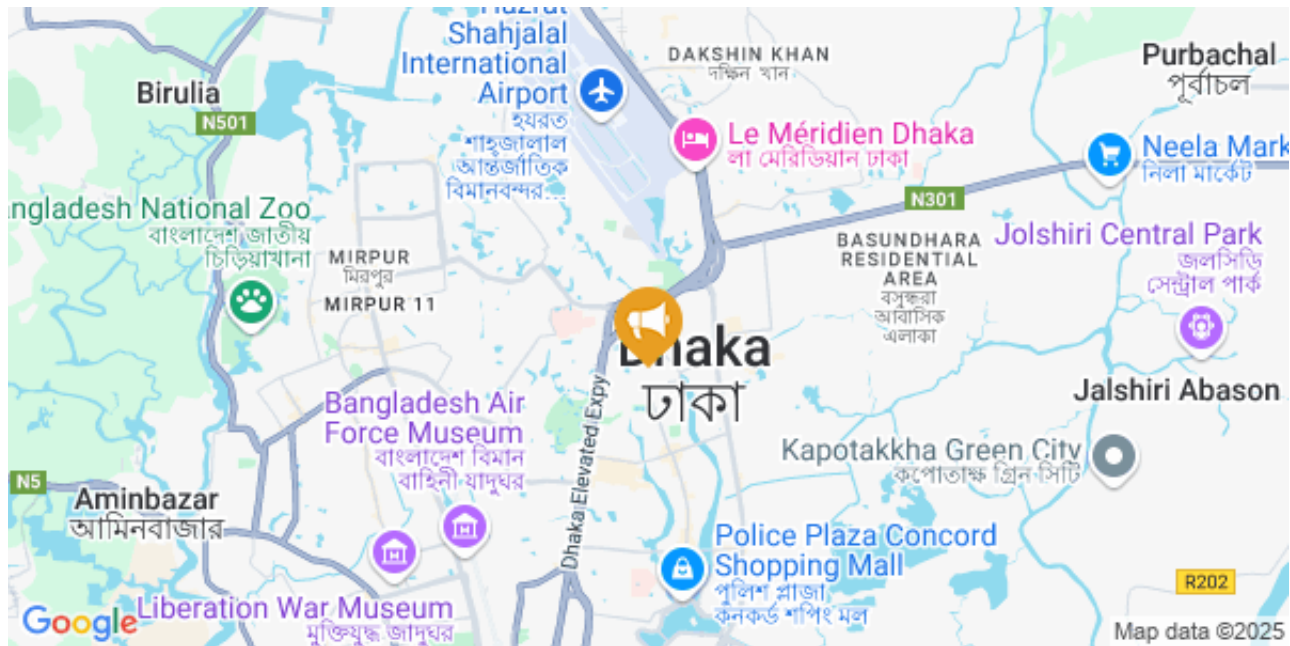 Shahjalal
International
Airport
হযরত
শাহজালাল
আন্তর্জাতিক
বিমানবন্দর...
DAKSHIN KHAN
দক্ষিন খান
Purbachal
পূর্বাচল
Birulia
N501
Le Méridien Dhaka
লা মেরিডিয়ান ঢাকা
Neela Mark
নিলা মার্কেট
N301
ngladesh National Zoo
বাংলাদেশ জাতীয়
চিড়িয়াখানা
MIRPUR
মিরপুর
MIRPUR 11
BASUNDHARA
RESIDENTIAL
AREA
বসুন্ধরা
আবাসিক
এলাকা
Jolshiri Central Park
জলসিড়ি
সেন্ট্রাল পার্ক
Dhaka
ঢাকা
Jalshiri Abason
Dhaka Elevated Expy
Bangladesh Air
Force Museum
বাংলাদেশ বিমান
বাহিনী যাদুঘর
Kapotakkha Green City
কপোতাক্ষ গ্রিন সিটি
N5
Aminbazar
আমিনবাজার
Police Plaza Concord
Shopping Mall
পুলিশ প্লাজা
কনকর্ড শপিং মল
R202
Liberation War Museum
মুক্তিযুদ্ধ জাদুঘর
Google
Map data ©2025